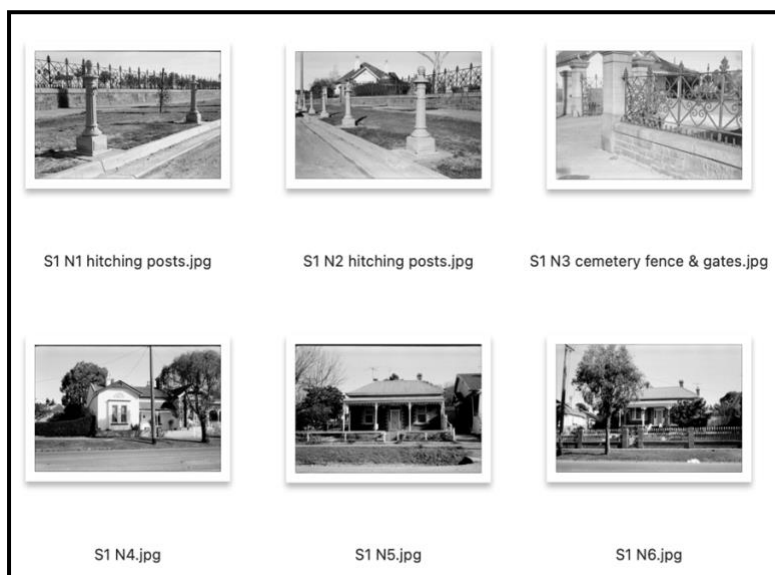 S1 N1 hitching posts.jpg
S1 N2 hitching posts.jpg
S1 N3 cemetery fence & gates.jpg
S1 N4.jpg
S1 N5.jpg
S1 N6.jpg